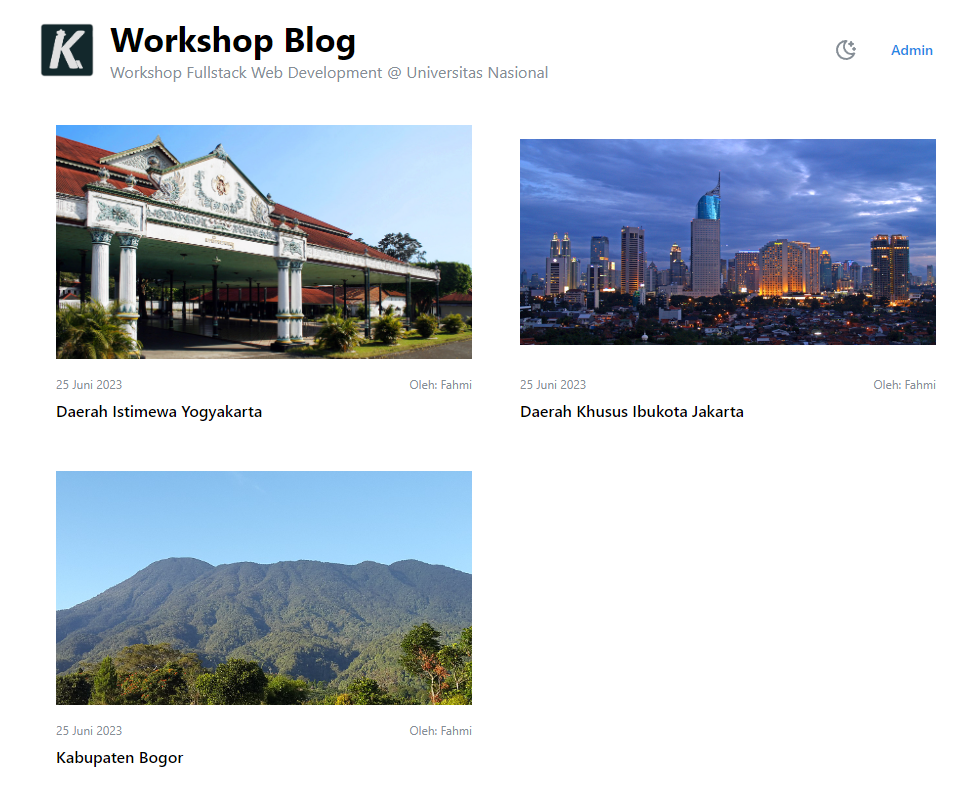 K
Workshop Blog
Workshop Fullstack Web Development @ Universitas Nasional
Admin
25 Juni 2023 Oleh: Fahmi
Daerah Istimewa Yogyakarta
25 Juni 2023 Oleh: Fahmi
Daerah Khusus Ibukota Jakarta
25 Juni 2023 Oleh: Fahmi
Kabupaten Bogor